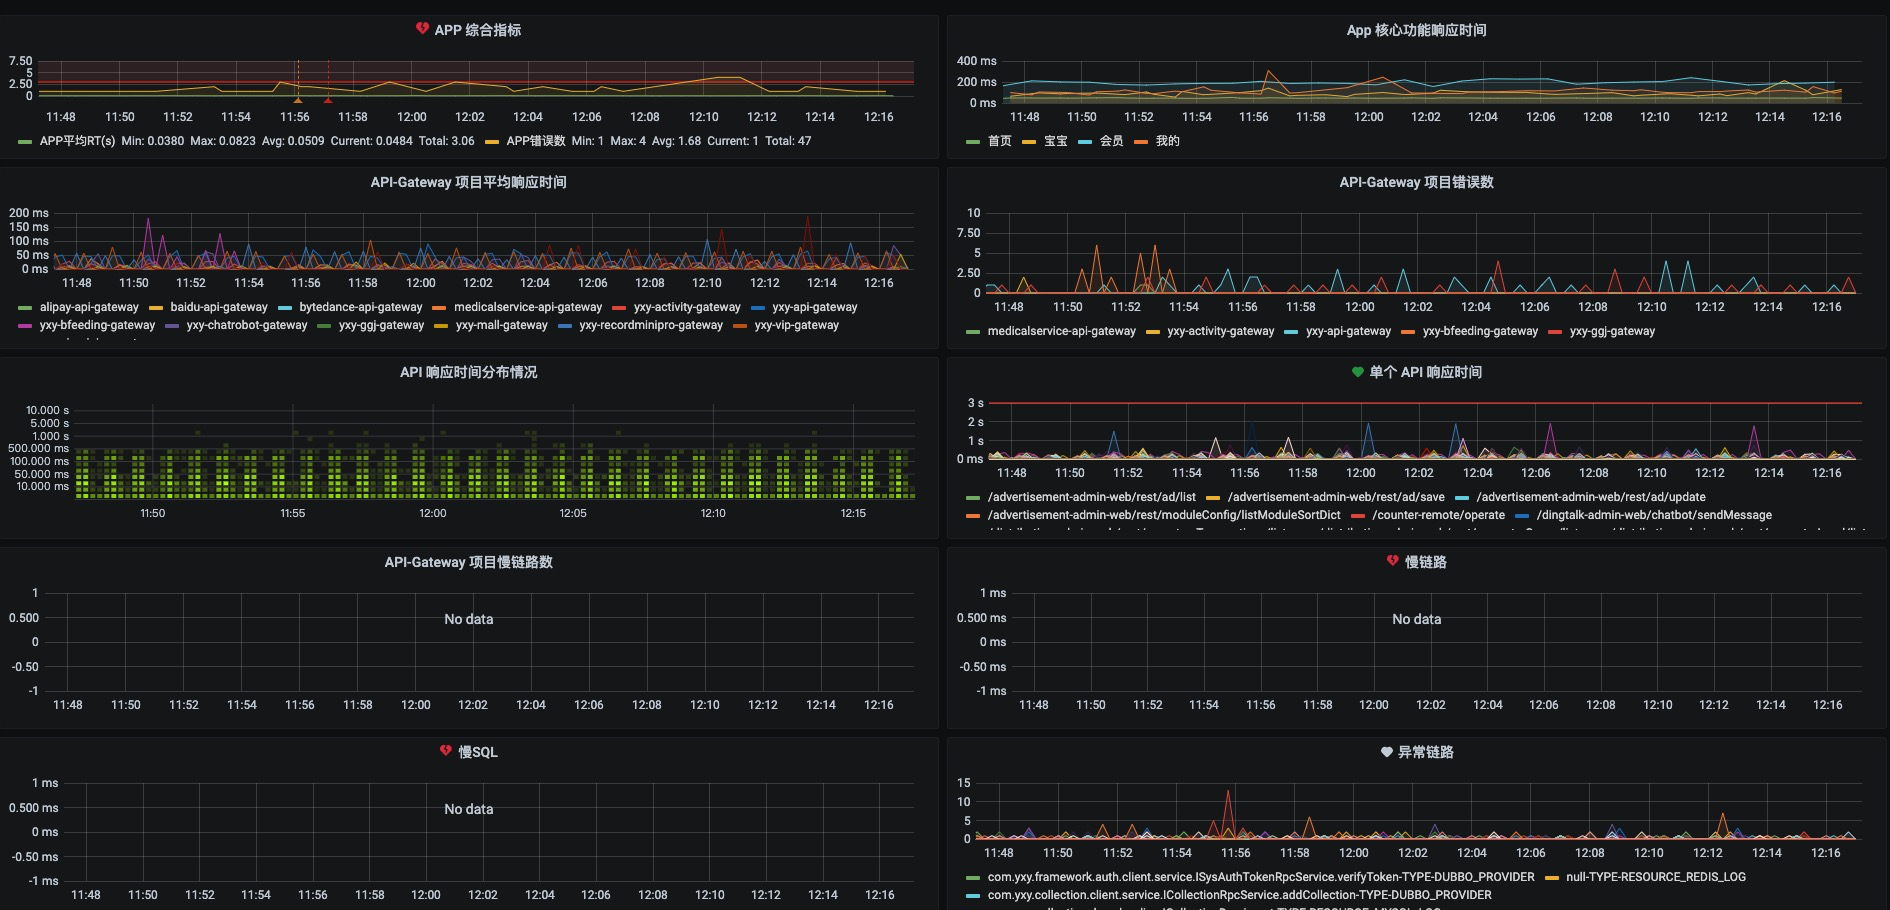 APP 综合指标
7.50
5
2.50
0
11:48 11:50 11:52 11:54 11:56 11:58 12:00 12:02 12:04 12:06 12:08 12:10 12:12 12:14 12:16
APP平均RT(s) Min: 0.0380 Max: 0.0823 Avg: 0.0509 Current: 0.0484 Total: 3.06 APP错误数 Min: 1 Max: 4 Avg: 1.68 Current: 1 Total: 47
App 核心功能响应时间
400 ms
200 ms
0 ms
11:48 11:50 11:52 11:54 11:56 11:58 12:00 12:02 12:04 12:06 12:08 12:10 12:12 12:14 12:16
首页 宝宝 会员 我的
API-Gateway 项目平均响应时间
200 ms
150 ms
100 ms
50 ms
0 ms
11:48 11:50 11:52 11:54 11:56 11:58 12:00 12:02 12:04 12:06 12:08 12:10 12:12 12:14 12:16
alipay-api-gateway baidu-api-gateway bytedance-api-gateway medicalservice-api-gateway yxy-activity-gateway yxy-api-gateway
yxy-bfeeding-gateway yxy-chatrobot-gateway yxy-ggj-gateway yxy-mall-gateway yxy-recordminipro-gateway yxy-vip-gateway
API-Gateway 项目错误数
10
7.50
5
2.50
0
11:48 11:50 11:52 11:54 11:56 11:58 12:00 12:02 12:04 12:06 12:08 12:10 12:12 12:14 12:16
medicalservice-api-gateway yxy-activity-gateway yxy-api-gateway yxy-bfeeding-gateway yxy-ggj-gateway
API 响应时间分布情况
10.000 s
5.000 s
1.000 s
500.000 ms
100.000 ms
50.000 ms
10.000 ms
11:50 11:55 12:00 12:05 12:10 12:15
单个 API 响应时间
3 s
2 s
1 s
0 ms
11:48 11:50 11:52 11:54 11:56 11:58 12:00 12:02 12:04 12:06 12:08 12:10 12:12 12:14 12:16
/advertisement-admin-web/rest/ad/list /advertisement-admin-web/rest/ad/save /advertisement-admin-web/rest/ad/update
/advertisement-admin-web/rest/moduleConfig/listModuleSortDict /counter-remote/operate /dingtalk-admin-web/chatbot/sendMessage
API-Gateway 项目慢链路数
1
0.500
0
-0.50
-1
No data
11:48 11:50 11:52 11:54 11:56 11:58 12:00 12:02 12:04 12:06 12:08 12:10 12:12 12:14 12:16
慢链路
1 ms
0.500 ms
0 ms
-0.50 ms
-1 ms
No data
11:48 11:50 11:52 11:54 11:56 11:58 12:00 12:02 12:04 12:06 12:08 12:10 12:12 12:14 12:16
慢SQL
1 ms
0.500 ms
0 ms
-0.50 ms
-1 ms
No data
11:48 11:50 11:52 11:54 11:56 11:58 12:00 12:02 12:04 12:06 12:08 12:10 12:12 12:14 12:16
异常链路
15
10
5
0
11:48 11:50 11:52 11:54 11:56 11:58 12:00 12:02 12:04 12:06 12:08 12:10 12:12 12:14 12:16
com.yxy.framework.auth.client.service.ISysAuthTokenRpcService.verifyToken-TYPE-DUBBO_PROVIDER null-TYPE-RESOURCE_REDIS_LOG
com.yxy.collection.client.service.ICollectionRpcService.addCollection-TYPE-DUBBO_PROVIDER